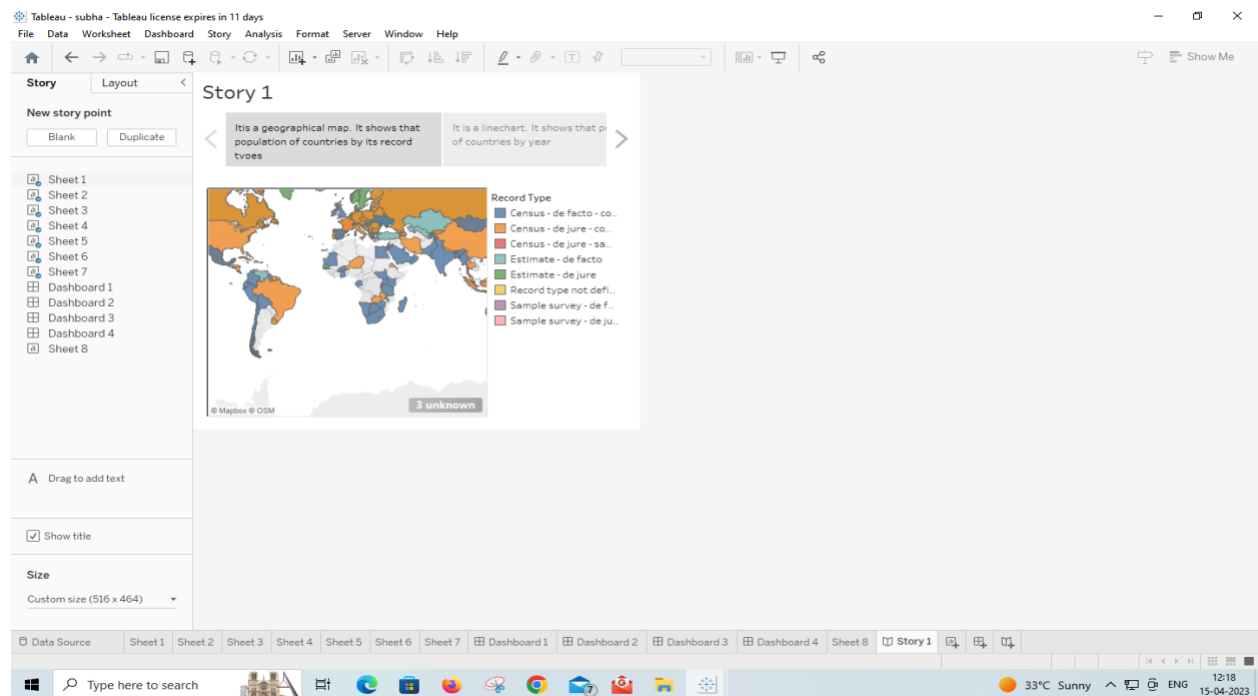 Tableau - subha - Tableau license expires in 11 days
File Data Worksheet Dashboard Story Analysis Format Server Window Help
Show Me
Story Layout
New story point
Blank Duplicate
Sheet 1
Sheet 2
Sheet 3
Sheet 4
Sheet 5
Sheet 6
Sheet 7
Dashboard 1
Dashboard 2
Dashboard 3
Dashboard 4
Sheet 8
A Drag to add text
Show title
Size
Custom size (516 x 464)
Story 1
Itis a geographical map. It shows that
population of countries by its record
types
It is a linechart. It shows that p
of countries by year
Record Type
Census - de facto - co...
Census - de jure - co...
Census - de jure - sa...
Estimate - de facto
Estimate - de jure
Record type not defi...
Sample survey - de f...
Sample survey - de ju...
3 unknown
© Mapbox © OSM
Data Source Sheet 1 Sheet 2 Sheet 3 Sheet 4 Sheet 5 Sheet 6 Sheet 7 Dashboard 1 Dashboard 2 Dashboard 3 Dashboard 4 Sheet 8 Story 1
Type here to search
7
33°C Sunny ENG
12:18
15-04-2023